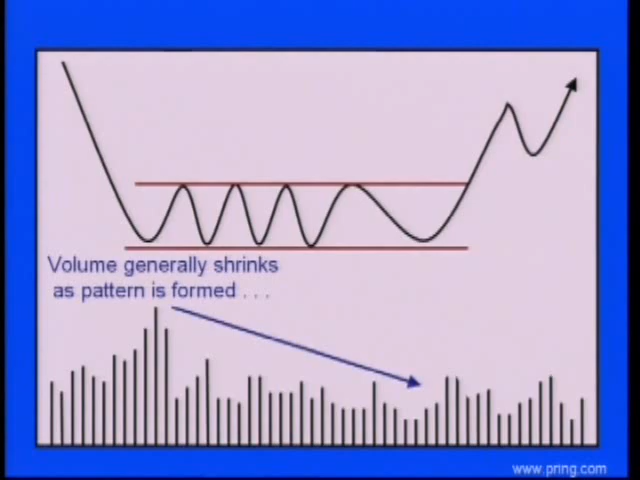 Volume generally shrinks
as pattern is formed . . .
www.pring.com